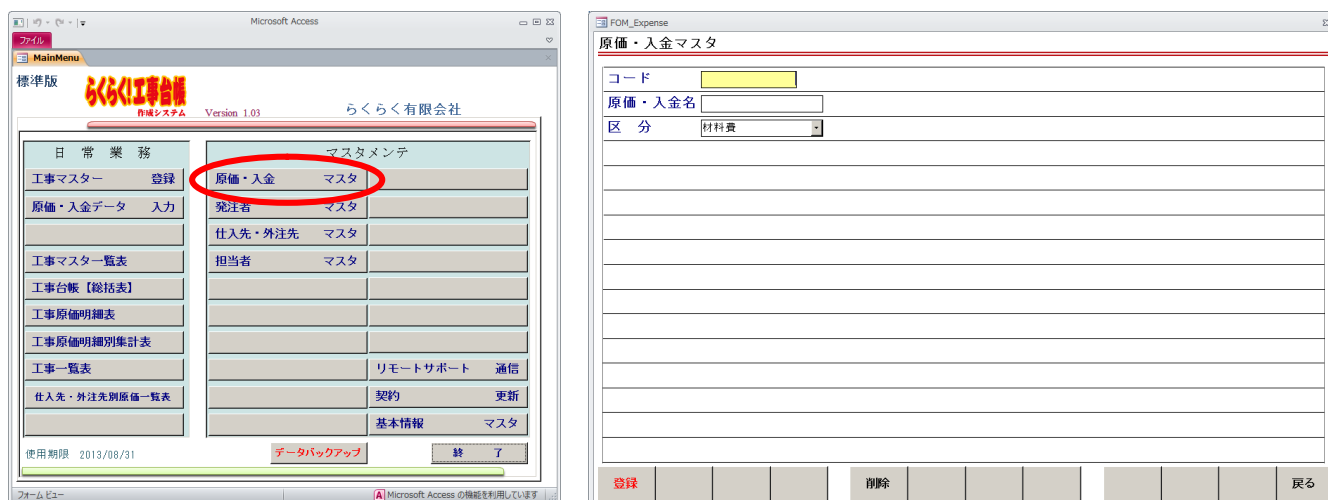 Microsoft Access
ファイル
MainMenu
標準版
らくらく!工事台帳
作成システム
Version 1.03
らくらく有限会社
日 常 業 務
マスタメンテ
工事マスター 登録
原価・入金 マスタ
原価・入金データ 入力
発注者 マスタ
仕入先・外注先 マスタ
工事マスター一覧表
担当者 マスタ
工事台帳【総括表】
工事原価明細表
工事原価明細別集計表
工事一覧表
リモートサポート 通信
仕入先・外注先別原価一覧表
契約 更新
基本情報 マスタ
使用期限 2013/08/31
データバックアップ
終 了
フォーム ビュー
Microsoft Access の機能を利用しています
FOM_Expense
原価・入金マスタ
コード
原価・入金名
区 分
材料費
登録
削除
戻る